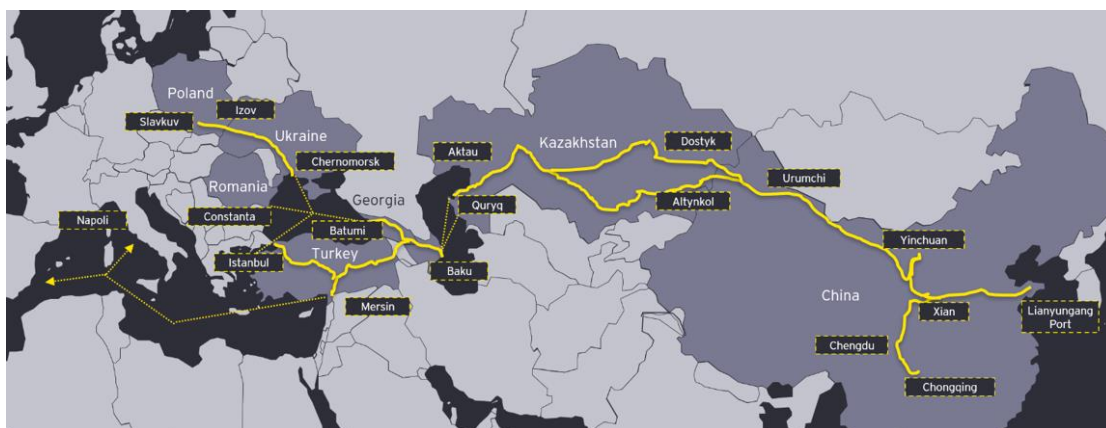 Poland
Izov
Slavkuv
Ukraine
Chernomorsk
Romania
Constanta
Napoli
Georgia
Batumi
Istanbul
Turkey
Mersin
Baku
Aktau
Quryq
Kazakhstan
Dostyk
Altynkol
Urumchi
Yinchuan
China
Xian
Lianyungang
Port
Chengdu
Chongqing